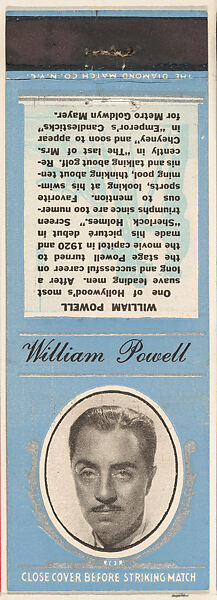 THE DIAMOND MATCH CO. N.Y.C.
WILLIAM POWELL
One of Hollywood's most
suave leading men. After a
long and successful career on
the stage Powell turned to
the movie capitol in 1920 and
made his picture debut in
"Sherlock Holmes." Screen
triumphs since are too numer-
ous to mention. Favorite
sports, looking at his swim-
ming pool, thinking about ten-
nis and talking about golf. Re-
cently in "The Last of Mrs.
Cheyney" and soon to appear
in "Emperor's Candlesticks"
for Metro Goldwyn Mayer.
William Powell
CLOSE COVER BEFORE STRIKING MATCH